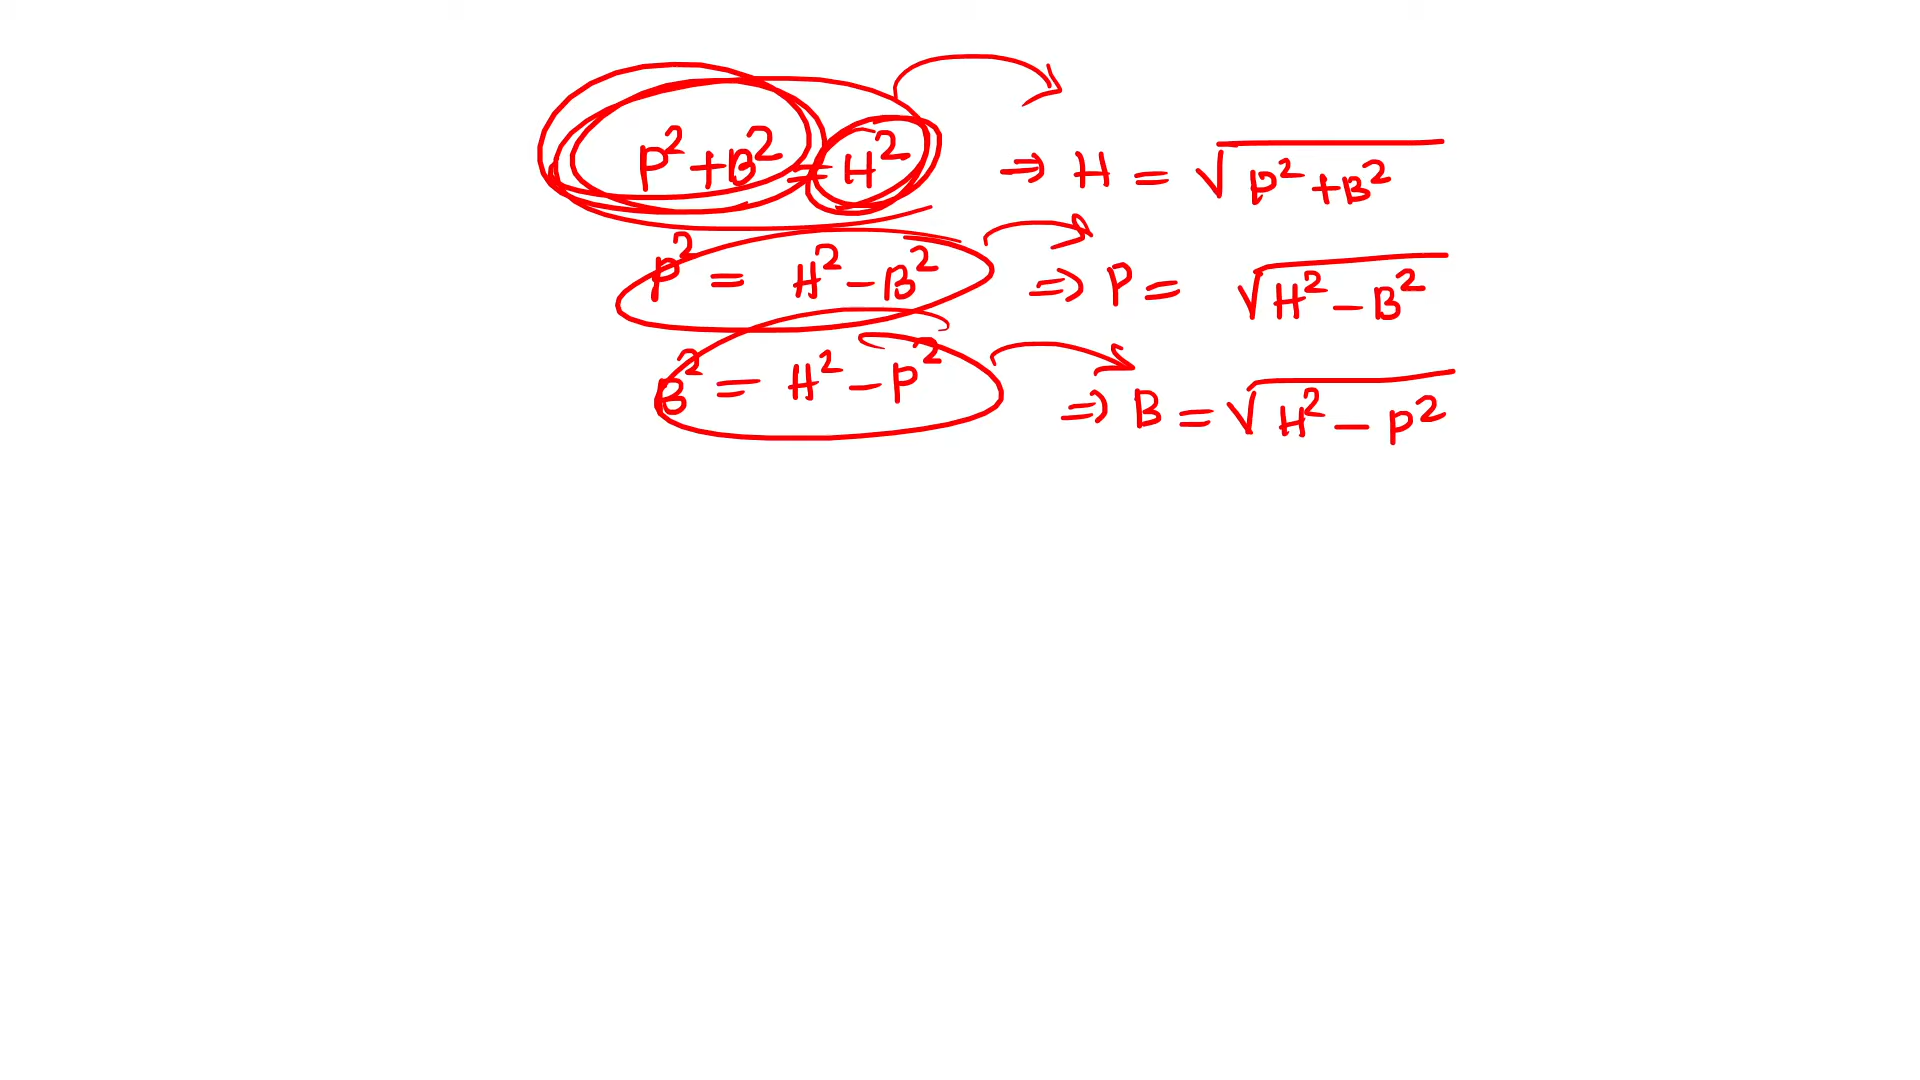 P² + B² = H² ⇒ H = √(P² + B²)
P² = H² – B² ⇒ P = √(H² – B²)
B² = H² – P² ⇒ B = √(H² – P²)